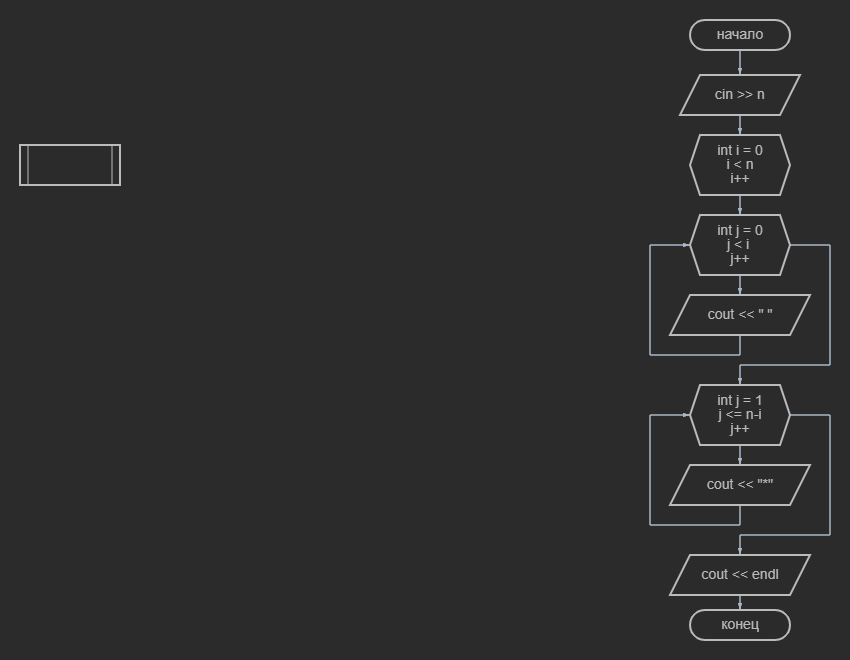 начало
cin >> n
int i = 0
i < n
i++
int j = 0
j < i
j++
cout << " "
int j = 1
j <= n-i
j++
cout << "*"
cout << endl
конец